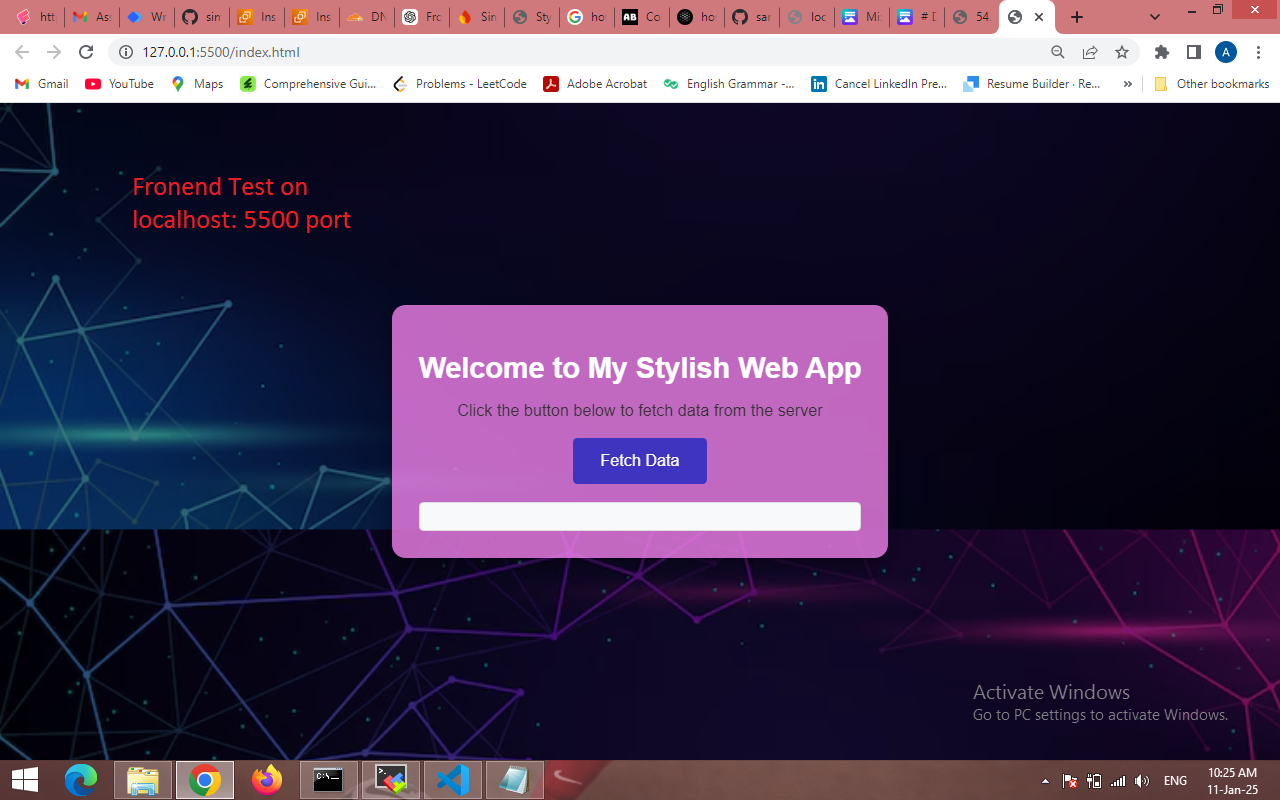 htt
As
Wr
sin
Ins
Ins
DN
Fro
Sin
Sty
ho
AB
Co
ho
sar
loc
Mi
# D
54.
127.0.0.1:5500/index.html
A
Gmail
YouTube
Maps
Comprehensive Gui...
Problems - LeetCode
Adobe Acrobat
English Grammar -...
Cancel LinkedIn Pre...
Resume Builder · Re...
»
Other bookmarks
Fronend Test on
localhost: 5500 port
Welcome to My Stylish Web App
Click the button below to fetch data from the server
Fetch Data
Activate Windows
Go to PC settings to activate Windows.
ENG
10:25 AM
11-Jan-25